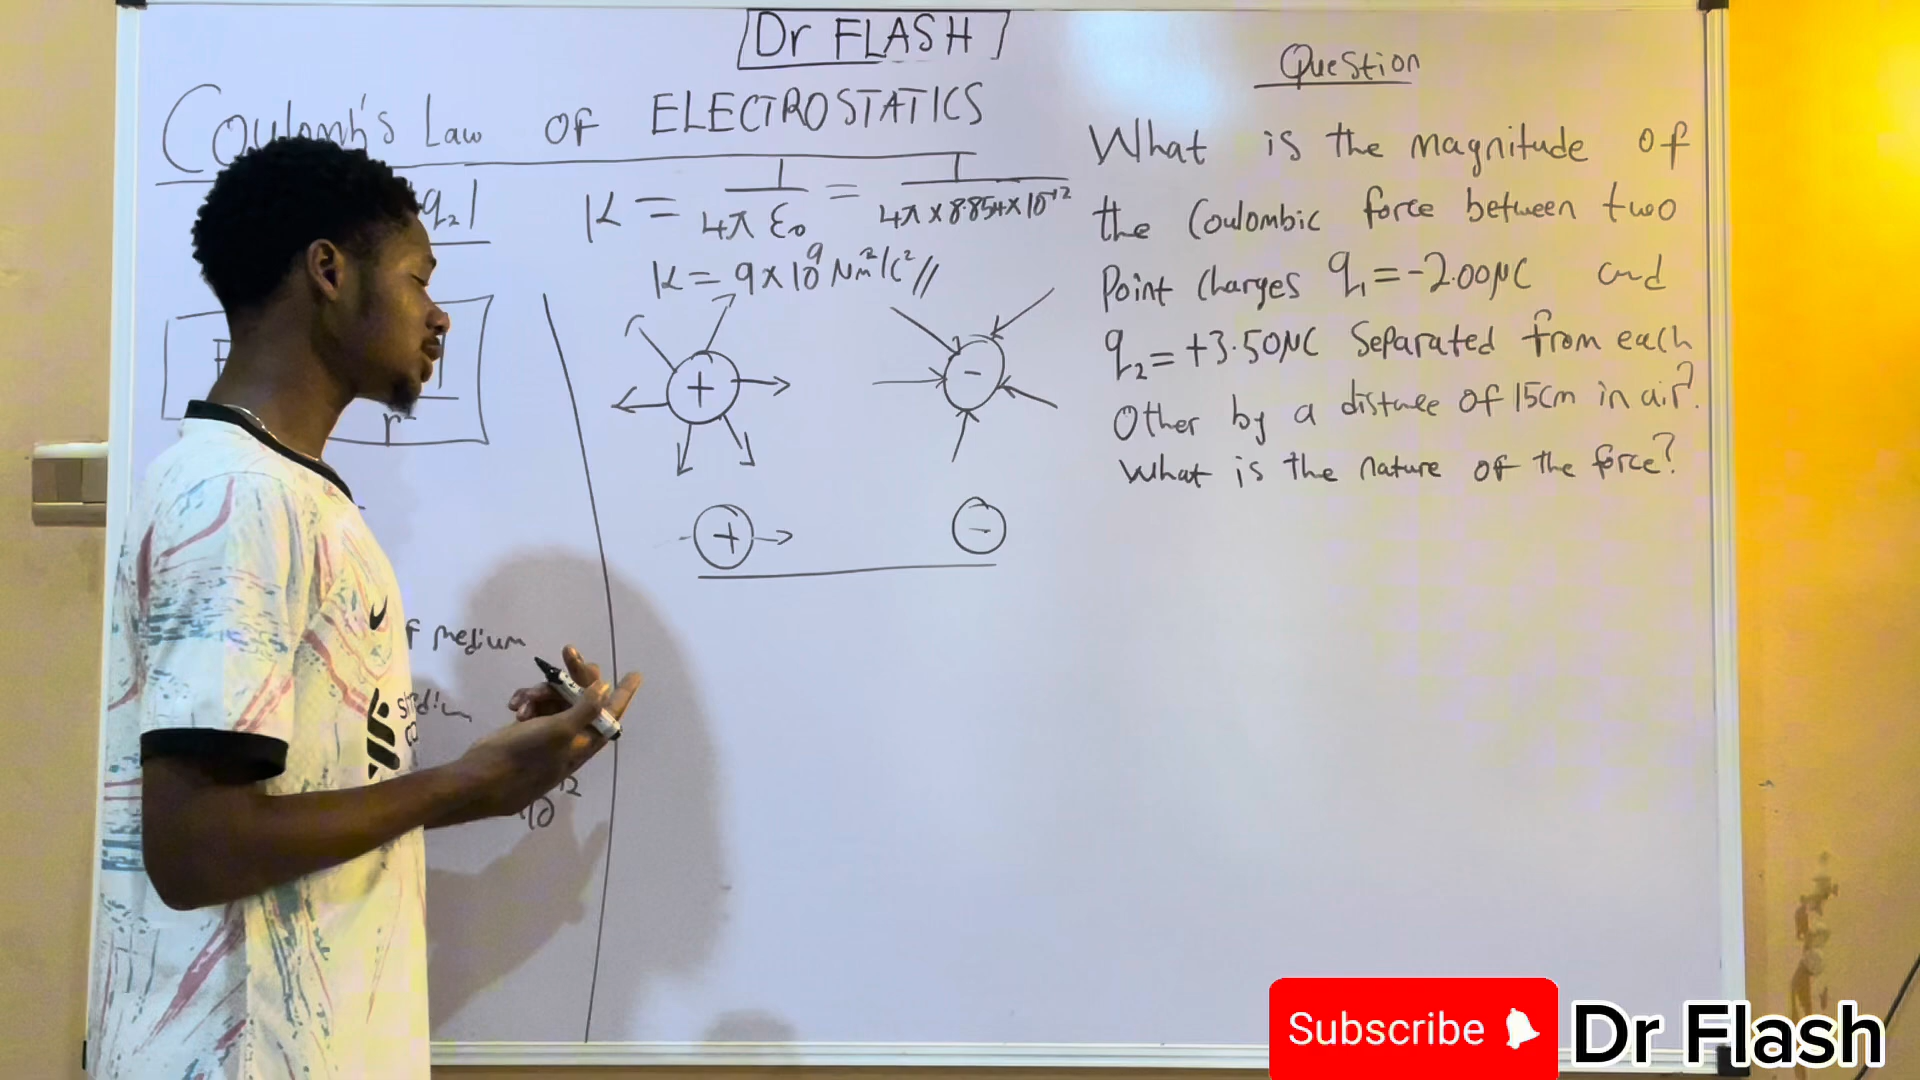 Dr FLASH
Coulomb's Law OF ELECTROSTATICS
q₂|
K = 1/4π ε₀ = 1/4π × 8.854×10⁻¹²
K = 9×10⁹ Nm²/C² //
r²
+
-
+
-
f medium
10⁻¹²
Question
What is the magnitude of
the Coulombic force between two
Point Charges q₁ = -2.00μC and
q₂ = +3.50μC Separated from each
Other by a distance of 15cm in air?
What is the nature of the force?
Subscribe
Dr Flash